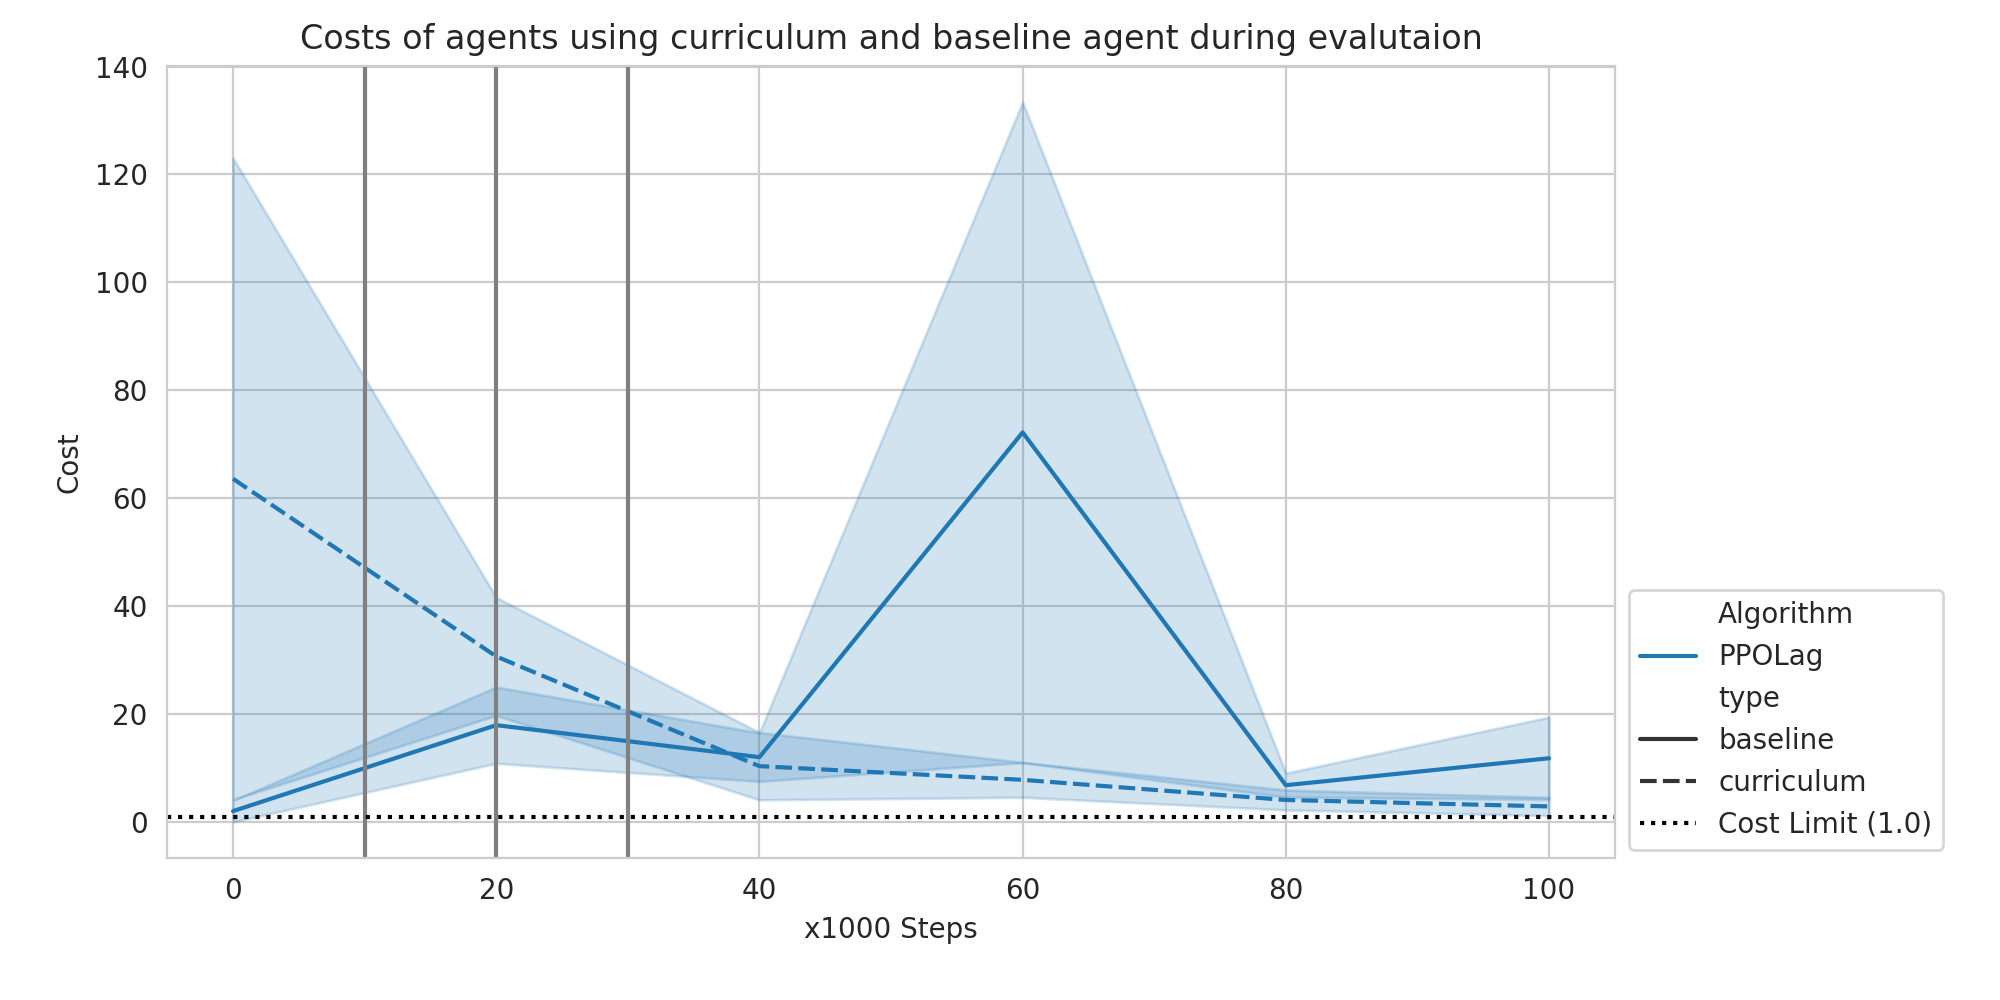 Costs of agents using curriculum and baseline agent during evalutaion
140
120
100
80
60
40
20
0
Cost
0 20 40 60 80 100
x1000 Steps
Algorithm
PPOLag
type
baseline
curriculum
Cost Limit (1.0)